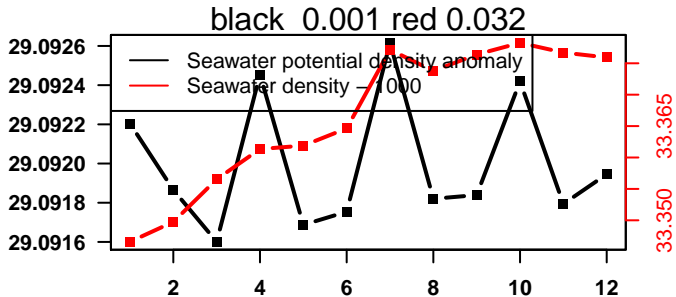 black 0.001 red 0.032
Seawater potential density anomaly
Seawater density − 1000
29.0926
29.0924
29.0922
29.0920
29.0918
29.0916
33.365
33.350
2 4 6 8 10 12